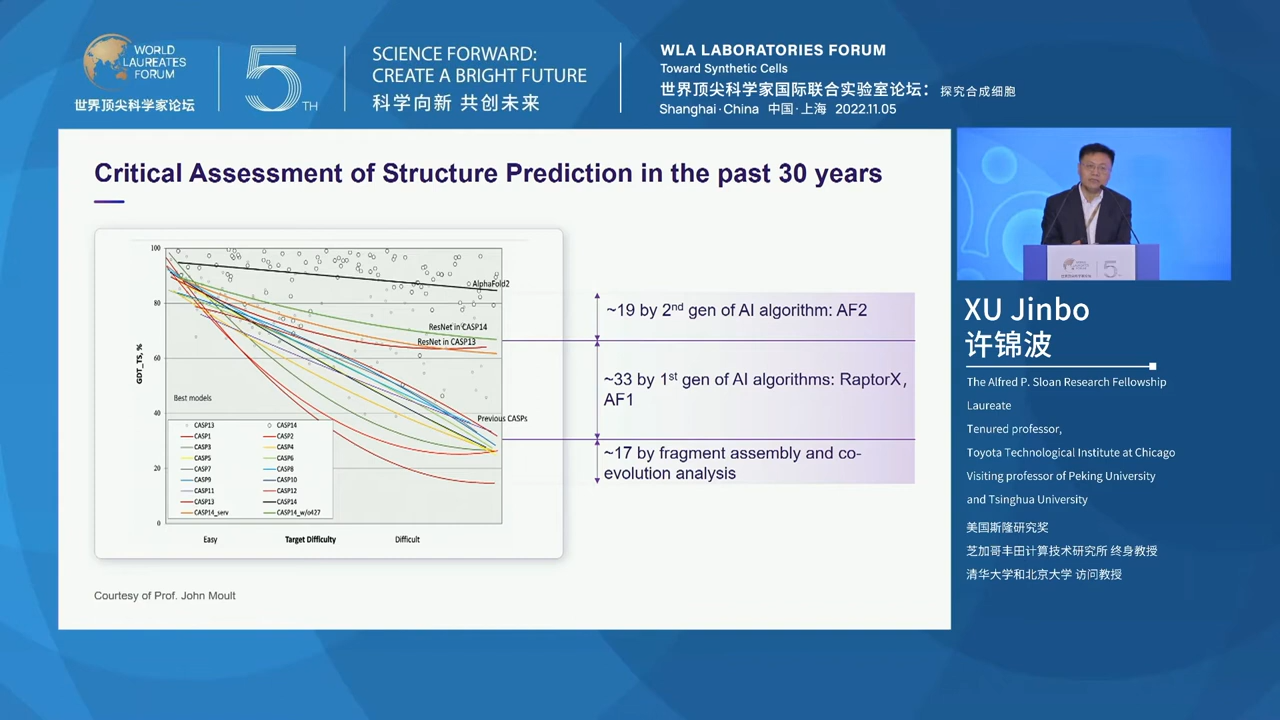 WORLD
LAUREATES
FORUM
世界顶尖科学家论坛
5TH
SCIENCE FORWARD:
CREATE A BRIGHT FUTURE
科学向新 共创未来
WLA LABORATORIES FORUM
Toward Synthetic Cells
世界顶尖科学家国际联合实验室论坛：探究合成细胞
Shanghai·China 中国·上海 2022.11.05
Critical Assessment of Structure Prediction in the past 30 years
100
80
60
40
20
0
GDT_TS, %
AlphaFold2
ResNet in CASP14
ResNet in CASP13
Previous CASPs
Best models
CASP13 CASP14
CASP1 CASP2
CASP3 CASP4
CASP5 CASP6
CASP7 CASP8
CASP9 CASP10
CASP11 CASP12
CASP13 CASP14
CASP14_serv CASP14_w/o427
Easy Target Difficulty Difficult
~19 by 2nd gen of AI algorithm: AF2
~33 by 1st gen of AI algorithms: RaptorX,
AF1
~17 by fragment assembly and co-
evolution analysis
Courtesy of Prof. John Moult
XU Jinbo
许锦波
The Alfred P. Sloan Research Fellowship
Laureate
Tenured professor,
Toyota Technological Institute at Chicago
Visiting professor of Peking University
and Tsinghua University
美国斯隆研究奖
芝加哥丰田计算技术研究所 终身教授
清华大学和北京大学 访问教授